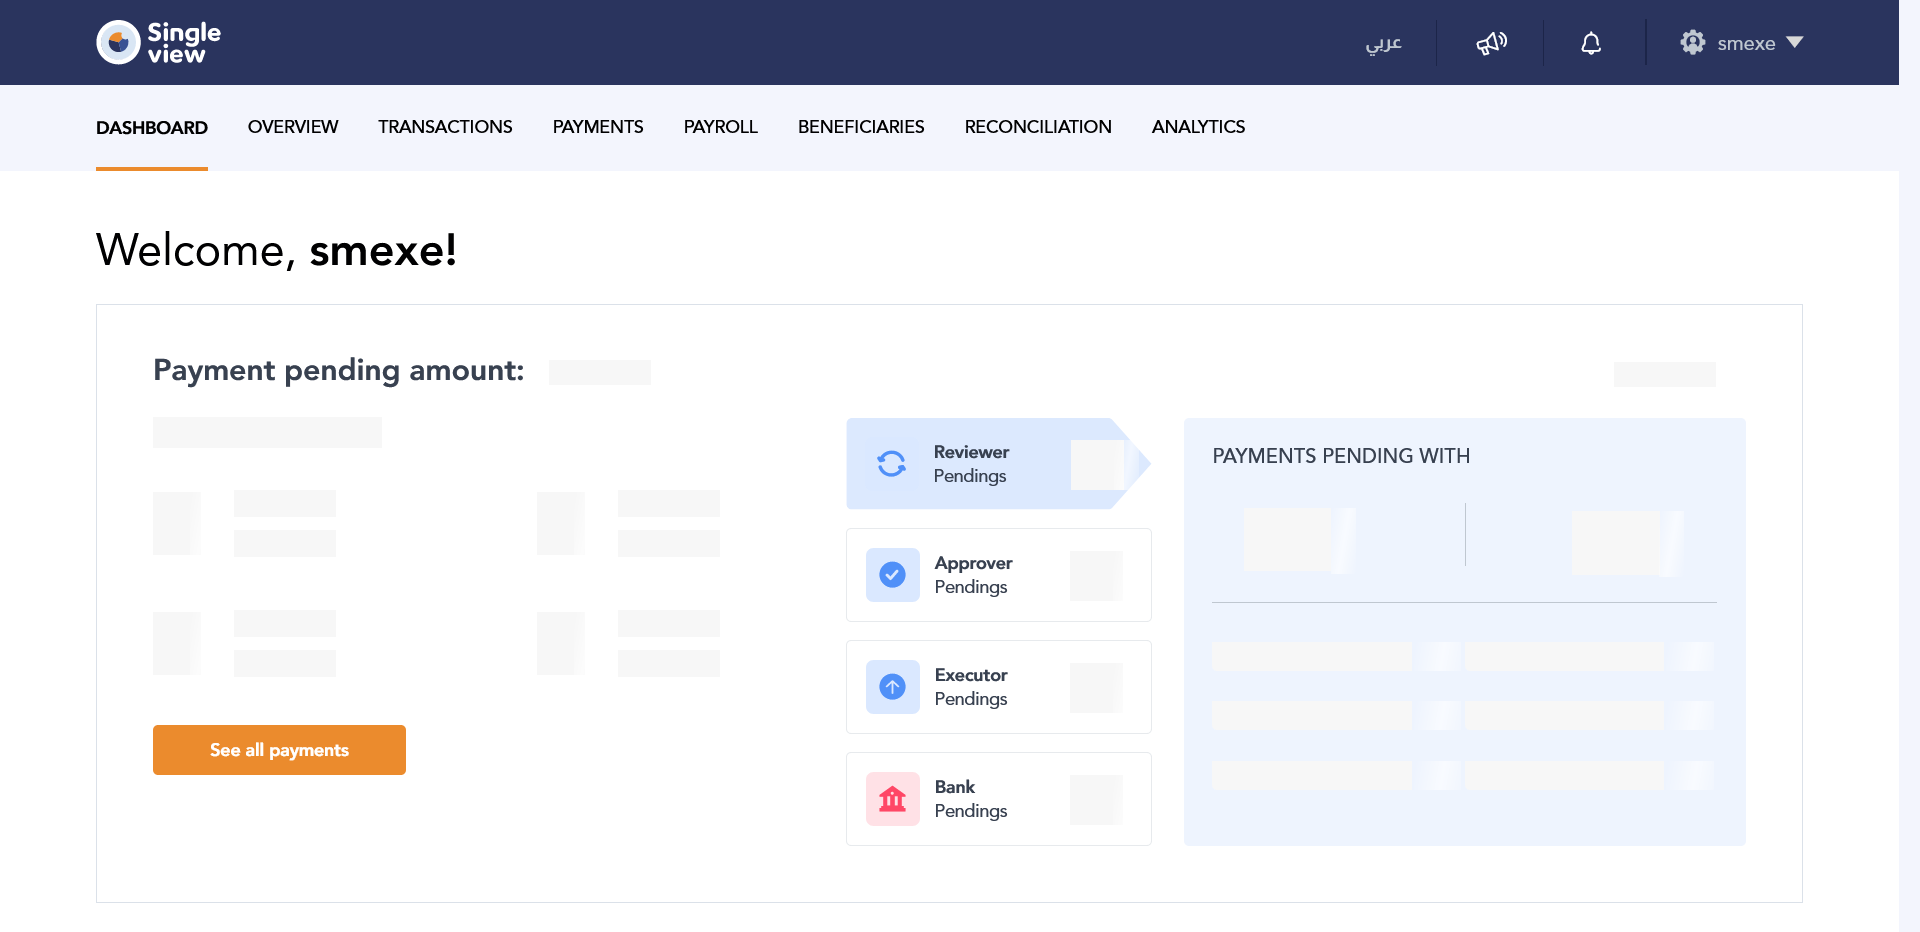 Single
view
عربي
smexe
DASHBOARD OVERVIEW TRANSACTIONS PAYMENTS PAYROLL BENEFICIARIES RECONCILIATION ANALYTICS
Welcome, smexe!
Payment pending amount:
See all payments
Reviewer
Pendings
Approver
Pendings
Executor
Pendings
Bank
Pendings
PAYMENTS PENDING WITH